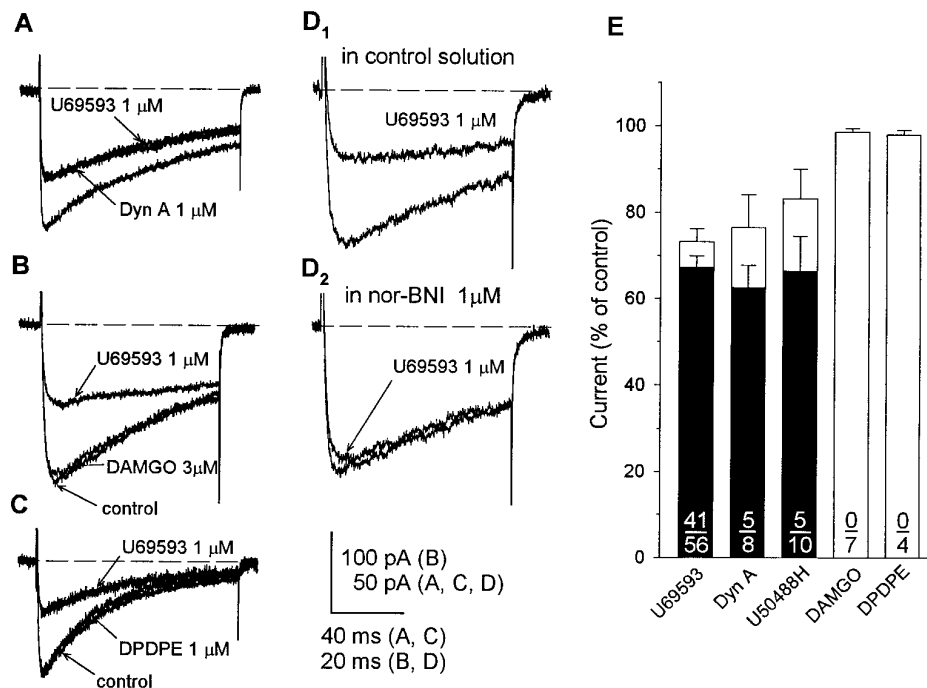 A
U69593 1 µM
Dyn A 1 µM
B
U69593 1 µM
DAMGO 3µM
control
C
U69593 1 µM
DPDPE 1 µM
control
D1
in control solution
U69593 1 µM
D2
in nor-BNI 1µM
U69593 1 µM
100 pA (B)
50 pA (A, C, D)
40 ms (A, C)
20 ms (B, D)
E
Current (% of control)
100
80
60
40
20
0
41 5 5 0 0
56 8 10 7 4
U69593
Dyn A
U50488H
DAMGO
DPDPE